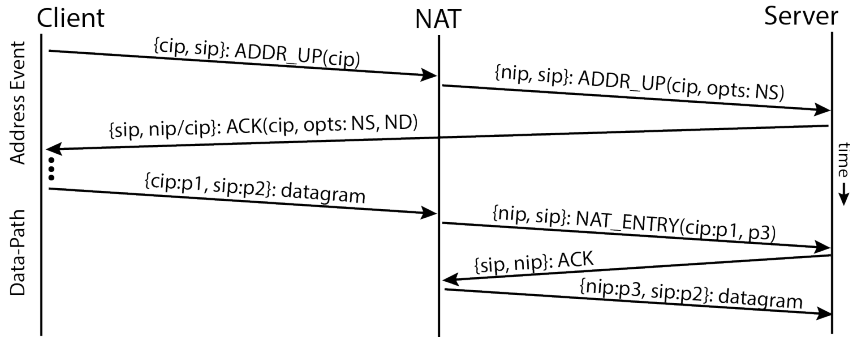 Client
NAT
Server
Address Event
{cip, sip}: ADDR_UP(cip)
{nip, sip}: ADDR_UP(cip, opts: NS)
{sip, nip/cip}: ACK(cip, opts: NS, ND)
time
Data-Path
{cip:p1, sip:p2}: datagram
{nip, sip}: NAT_ENTRY(cip:p1, p3)
{sip, nip}: ACK
{nip:p3, sip:p2}: datagram